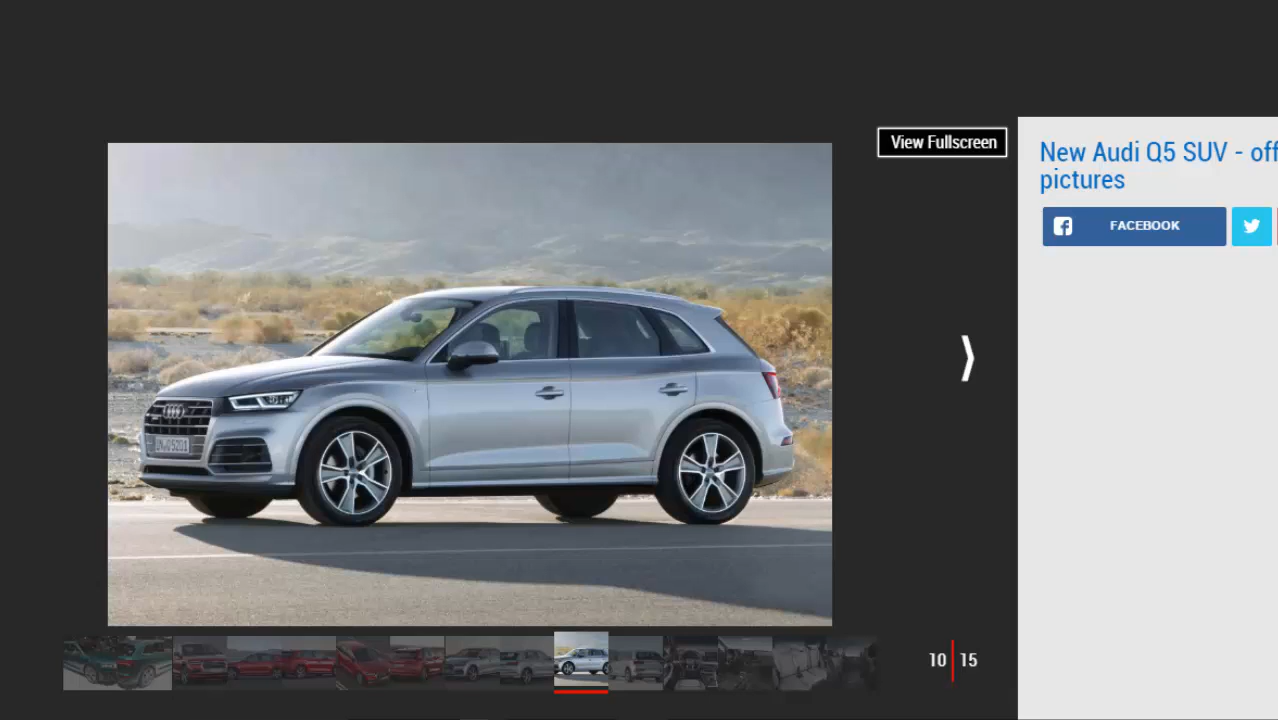 View Fullscreen
New Audi Q5 SUV - off
pictures
FACEBOOK
10 15